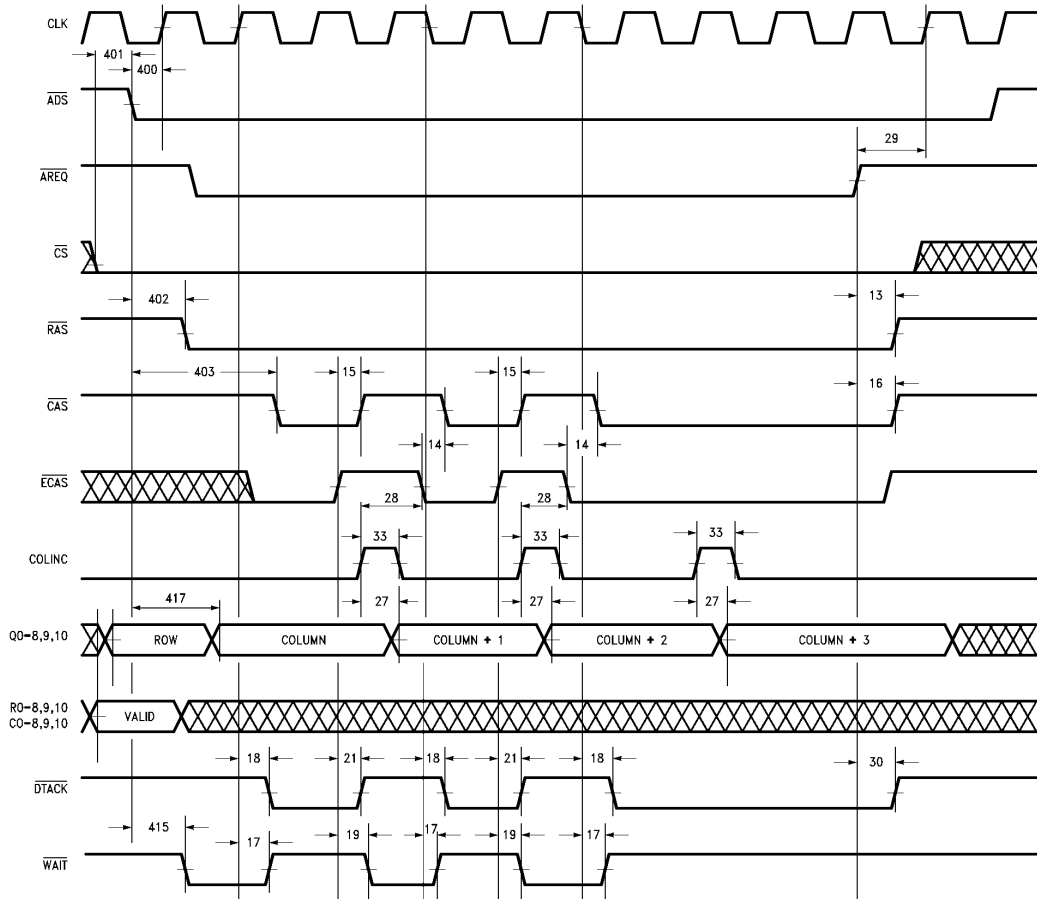 CLK
401
400
ADS
29
AREQ
CS
402
13
RAS
403
15
15
16
CAS
14
14
ECAS
28
28
33
33
33
COLINC
417
27
27
27
Q0-8,9,10
ROW
COLUMN
COLUMN + 1
COLUMN + 2
COLUMN + 3
R0-8,9,10
C0-8,9,10
VALID
18
21
18
21
18
30
DTACK
415
17
19
17
19
17
WAIT